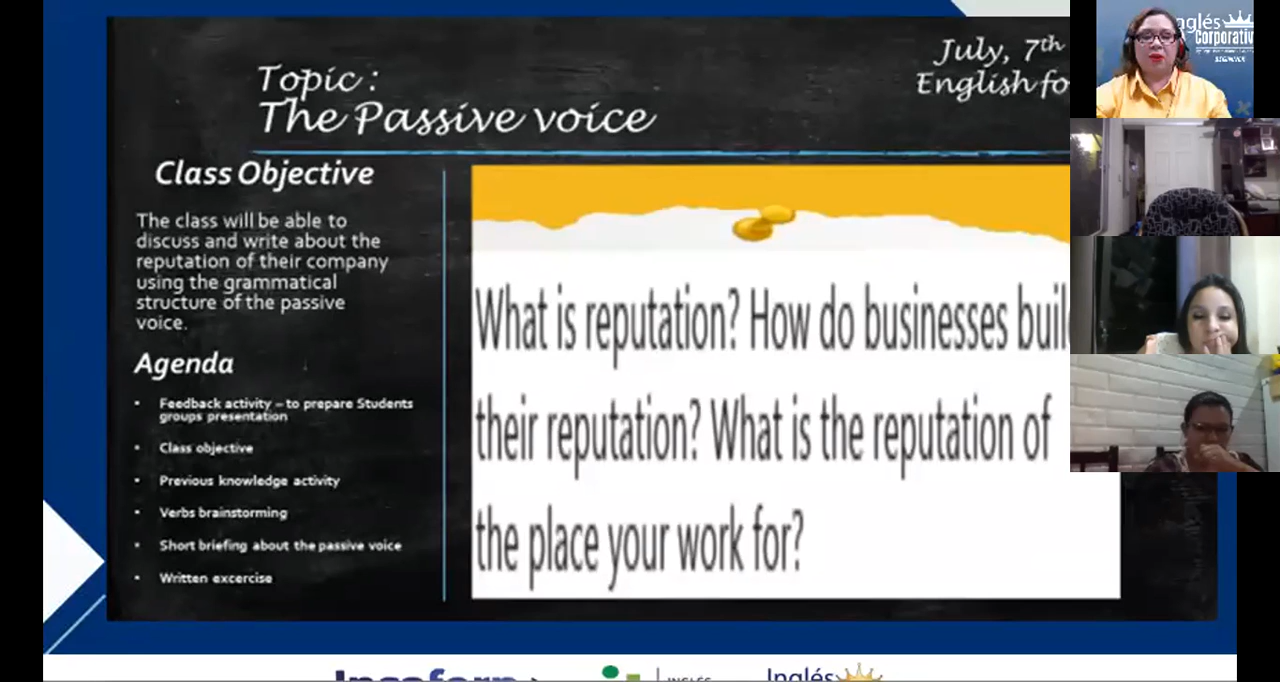 July, 7th
English fo
Topic :
The Passive voice
Class Objective
The class will be able to
discuss and write about the
reputation of their company
using the grammatical
structure of the passive
voice.
Agenda
• Feedback activity – to prepare Students
groups presentation
• Class objective
• Previous knowledge activity
• Verbs brainstorming
• Short briefing about the passive voice
• Written excercise
What is reputation? How do businesses buil
their reputation? What is the reputation of
the place your work for?
Inglés